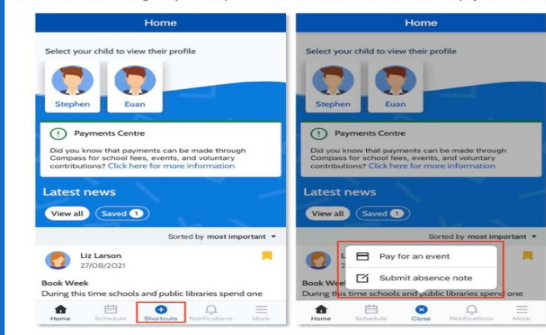 Home
Select your child to view their profile
Stephen
Euan
Payments Centre
Did you know that payments can be made through
Compass for school fees, events, and voluntary
contributions? Click here for more information
Latest news
View all
Saved 1
Sorted by most important
Liz Larson
27/08/2021
Book Week
During this time schools and public libraries spend one
Home
Schedule
Shortcuts
Notifications
More
Home
Select your child to view their profile
Stephen
Euan
Payments Centre
Did you know that payments can be made through
Compass for school fees, events, and voluntary
contributions? Click here for more information
Latest news
View all
Saved 1
Sorted by most important
Pay for an event
Submit absence note
Book
During this time schools and public libraries spend one
Home
Schedule
Close
Notifications
More